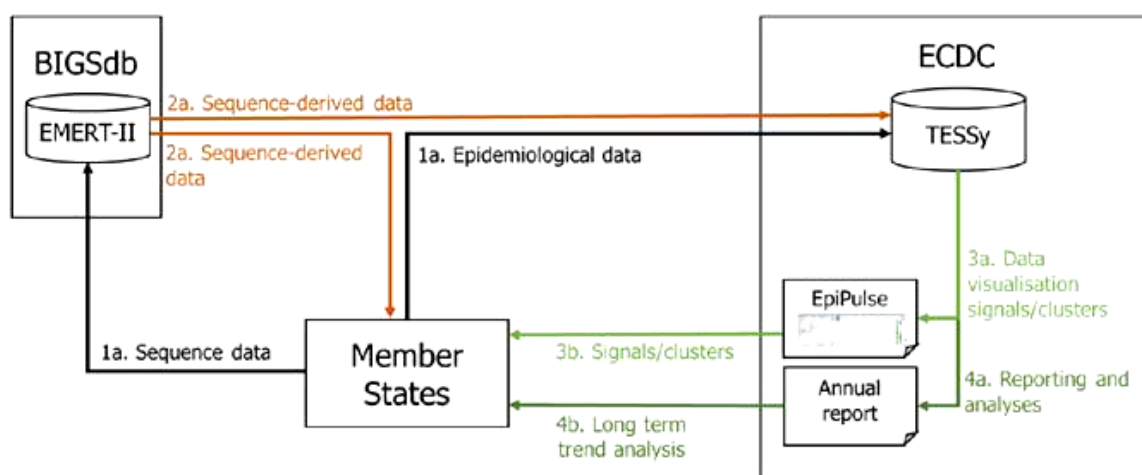 BIGSdb
EMERT-II
2a. Sequence-derived data
2a. Sequence-derived
data
1a. Epidemiological data
ECDC
TESSy
3a. Data
visualisation
signals/clusters
EpiPulse
3b. Signals/clusters
1a. Sequence data
Member
States
Annual
report
4a. Reporting and
analyses
4b. Long term
trend analysis